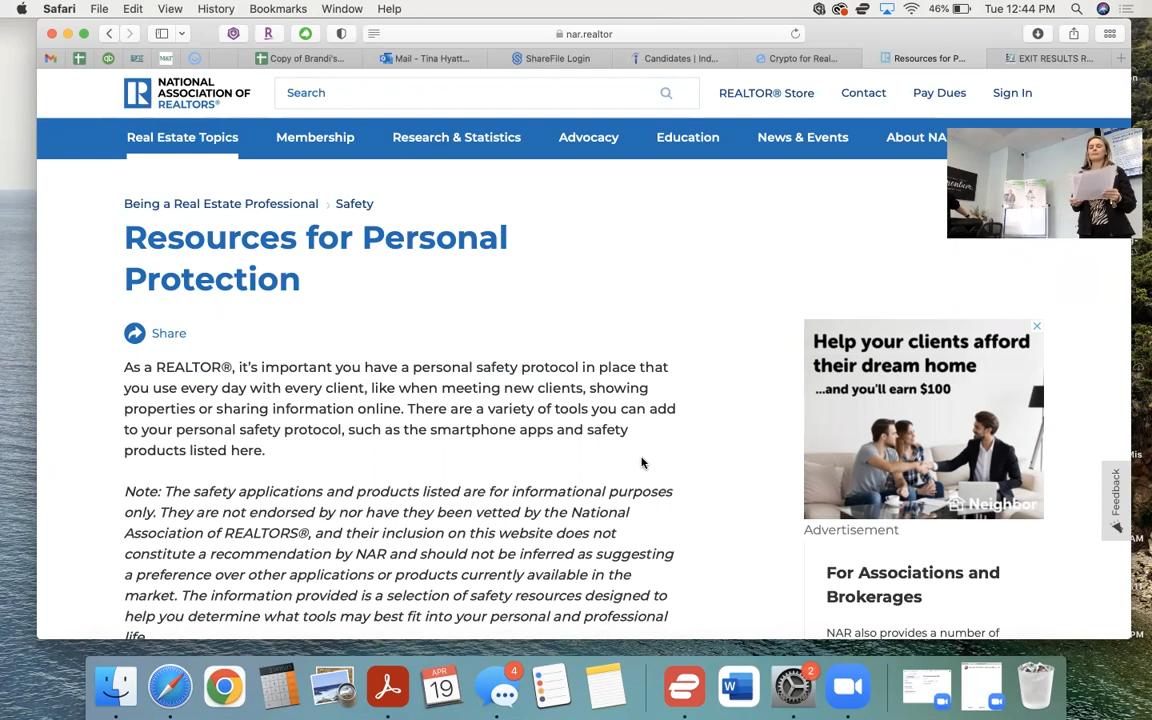 Safari File Edit View History Bookmarks Window Help
46% Tue 12:44 PM
nar.realtor
Copy of Brandi's... Mail - Tina Hyatt... ShareFile Login Candidates | Ind... Crypto for Real... Resources for P... EXIT RESULTS R...
NATIONAL
ASSOCIATION OF
REALTORS®
Search
REALTOR® Store Contact Pay Dues Sign In
Real Estate Topics Membership Research & Statistics Advocacy Education News & Events About NA
Being a Real Estate Professional › Safety
Resources for Personal
Protection
Share
As a REALTOR®, it's important you have a personal safety protocol in place that
you use every day with every client, like when meeting new clients, showing
properties or sharing information online. There are a variety of tools you can add
to your personal safety protocol, such as the smartphone apps and safety
products listed here.
Note: The safety applications and products listed are for informational purposes
only. They are not endorsed by nor have they been vetted by the National
Association of REALTORS®, and their inclusion on this website does not
constitute a recommendation by NAR and should not be inferred as suggesting
a preference over other applications or products currently available in the
market. The information provided is a selection of safety resources designed to
help you determine what tools may best fit into your personal and professional
life.
Help your clients afford
their dream home
...and you'll earn $100
Neighbor
Advertisement
Feedback
For Associations and
Brokerages
NAR also provides a number of
APR
19
4
2